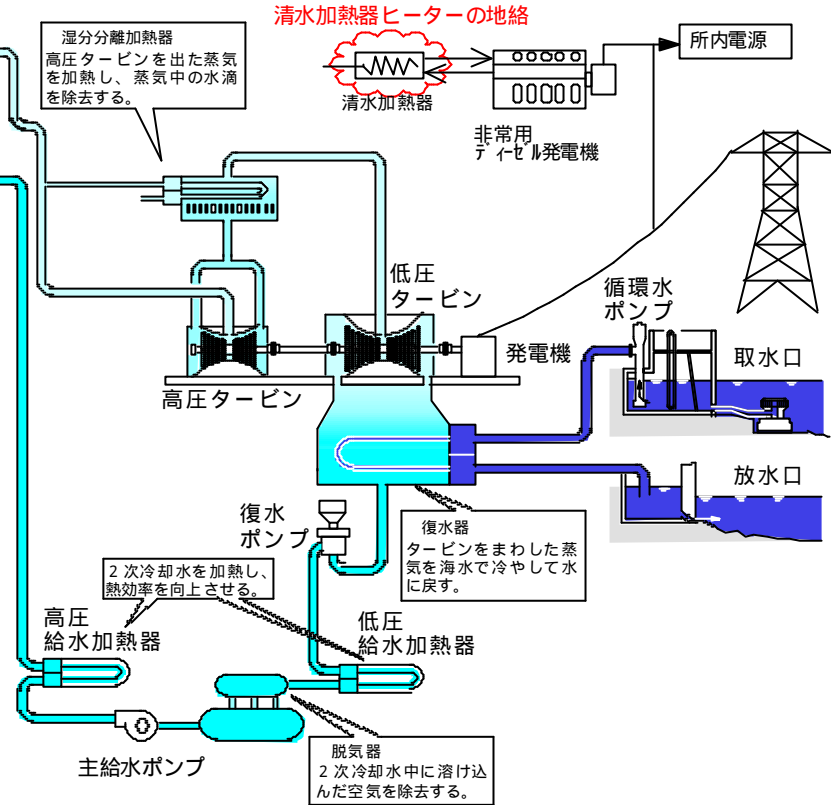 清水加熱器ヒーターの地絡
湿分分離加熱器
高圧タービンを出た蒸気
を加熱し、蒸気中の水滴
を除去する。
清水加熱器
非常用
ディーゼル発電機
所内電源
低圧
タービン
高圧タービン
発電機
循環水
ポンプ
取水口
放水口
復水
ポンプ
復水器
タービンをまわした蒸
気を海水で冷やして水
に戻す。
２次冷却水を加熱し、
熱効率を向上させる。
高圧
給水加熱器
低圧
給水加熱器
主給水ポンプ
脱気器
２次冷却水中に溶け込
んだ空気を除去する。